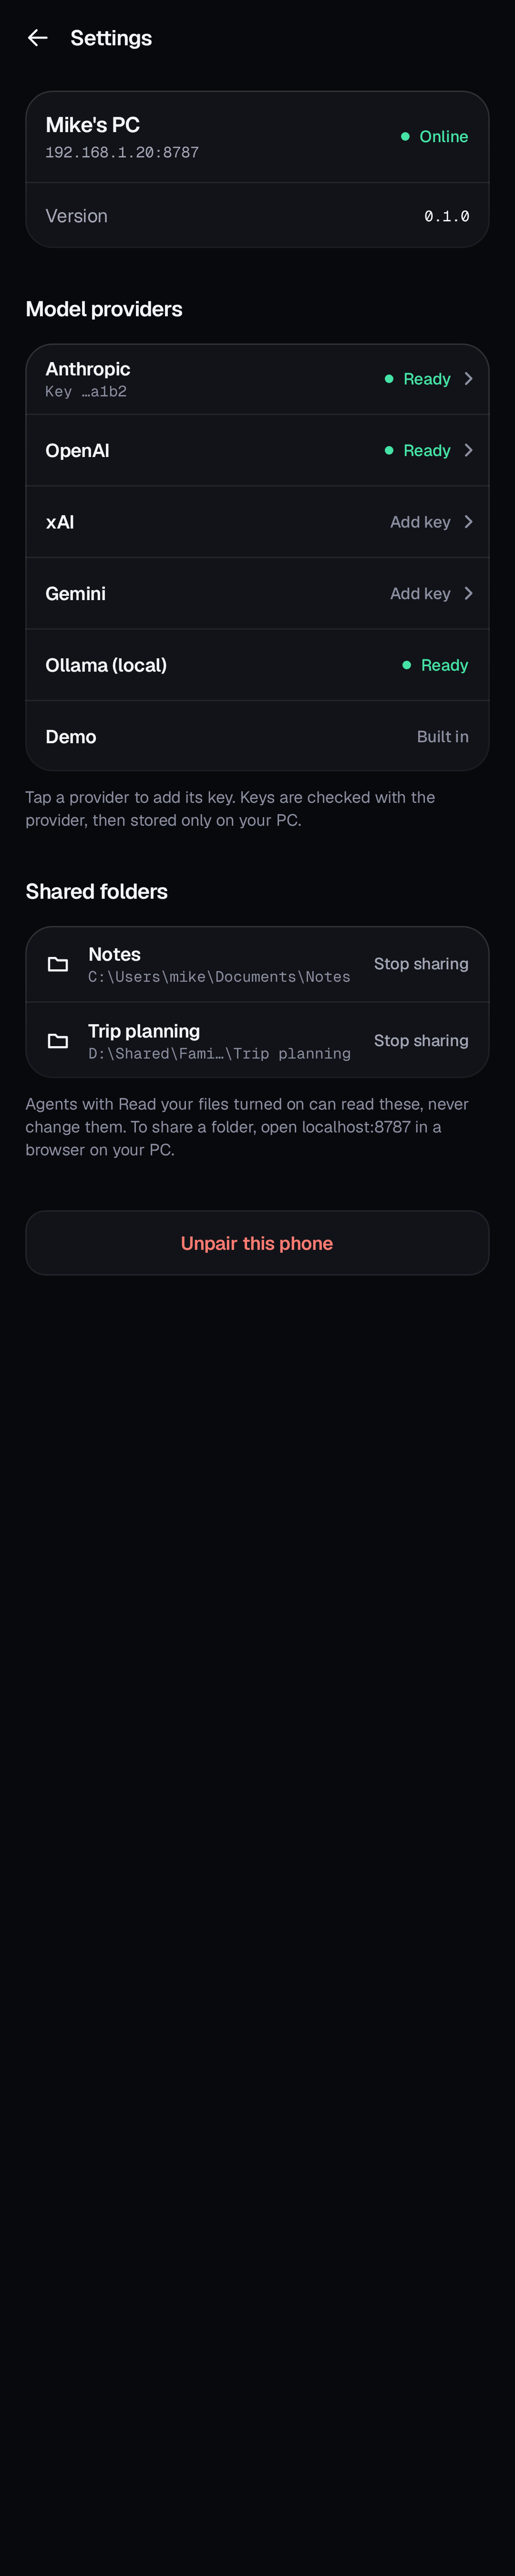 Settings
Mike's PC
192.168.1.20:8787
Online
Version
0.1.0
Model providers
Anthropic
Key …a1b2
Ready
OpenAI
Ready
xAI
Add key
Gemini
Add key
Ollama (local)
Ready
Demo
Built in
Tap a provider to add its key. Keys are checked with the
provider, then stored only on your PC.
Shared folders
Notes
C:\Users\mike\Documents\Notes
Stop sharing
Trip planning
D:\Shared\Fami…\Trip planning
Stop sharing
Agents with Read your files turned on can read these, never
change them. To share a folder, open localhost:8787 in a
browser on your PC.
Unpair this phone